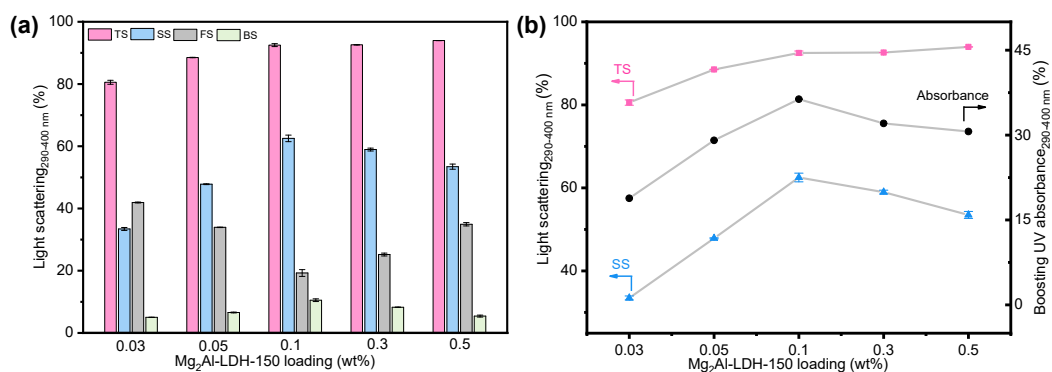 (a)
Light scattering290-400 nm (%)
100
80
60
40
20
0
TS SS FS BS
0.03 0.05 0.1 0.3 0.5
Mg2Al-LDH-150 loading (wt%)
(b)
Light scattering290-400 nm (%)
100
80
60
40
TS
Absorbance
SS
45
30
15
0
Boosting UV absorbance290-400 nm (%)
0.03 0.05 0.1 0.3 0.5
Mg2Al-LDH-150 loading (wt%)